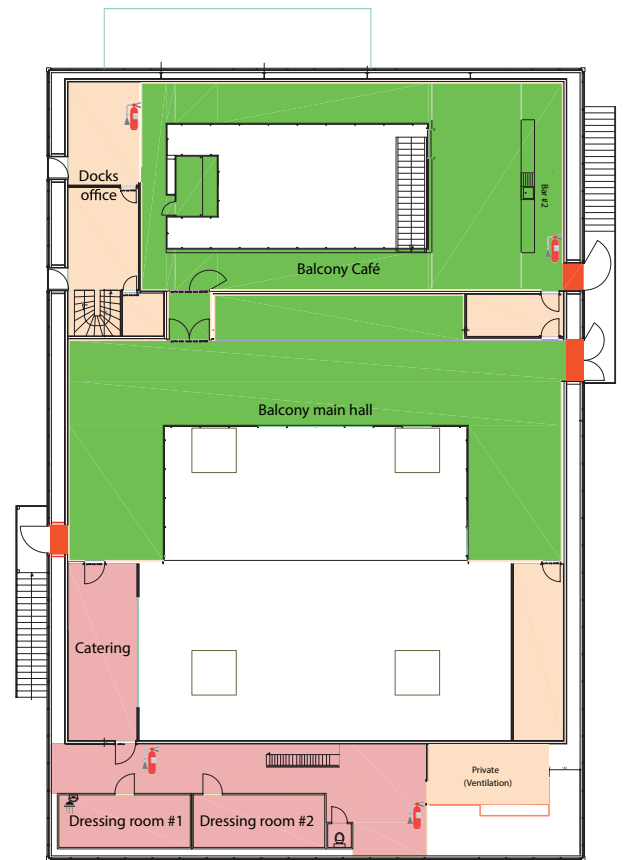 Docks
office
Bar #2
Balcony Café
Balcony main hall
Catering
Private
(Ventilation)
Dressing room #1
Dressing room #2